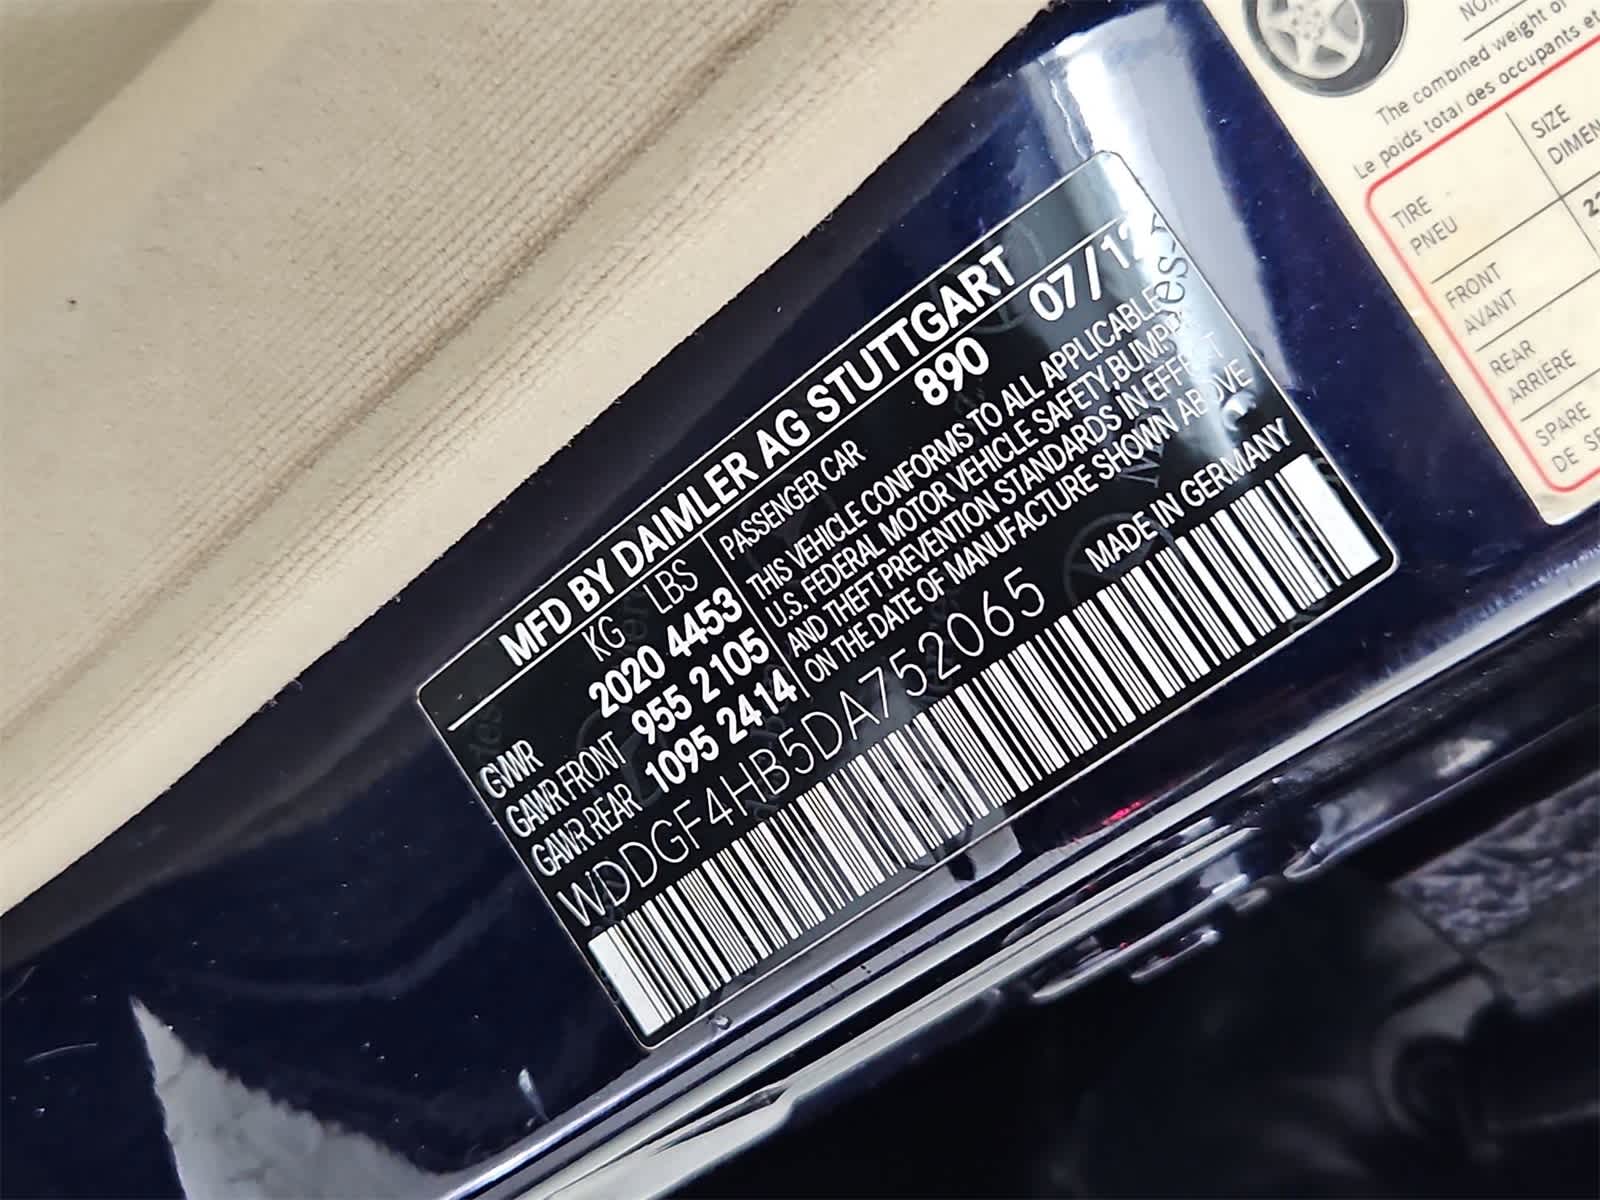 MFD BY DAIMLER AG STUTTGART
KG LBS
GVWR 2020 4453
GAWR FRONT 955 2105
GAWR REAR 1095 2414
890 07/12
PASSENGER CAR
THIS VEHICLE CONFORMS TO ALL APPLICABLE
U.S. FEDERAL MOTOR VEHICLE SAFETY, BUMPER
AND THEFT PREVENTION STANDARDS IN EFFECT
ON THE DATE OF MANUFACTURE SHOWN ABOVE
WDDGF4HB5DA752065
MADE IN GERMANY
The combined weight of
Le poids total des occupants et
TIRE SIZE
PNEU
FRONT
AVANT
REAR
ARRIERE
SPARE
DE